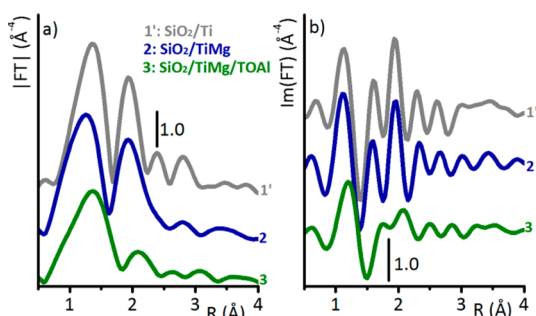 a)
1': SiO₂/Ti
2: SiO₂/TiMg
3: SiO₂/TiMg/TOAl
|FT| (Å⁻⁴)
1.0
1'
2
3
1 2 3 4
R (Å)
b)
Im(FT) (Å⁻⁴)
1'
2
3
1.0
1 2 3 4
R (Å)